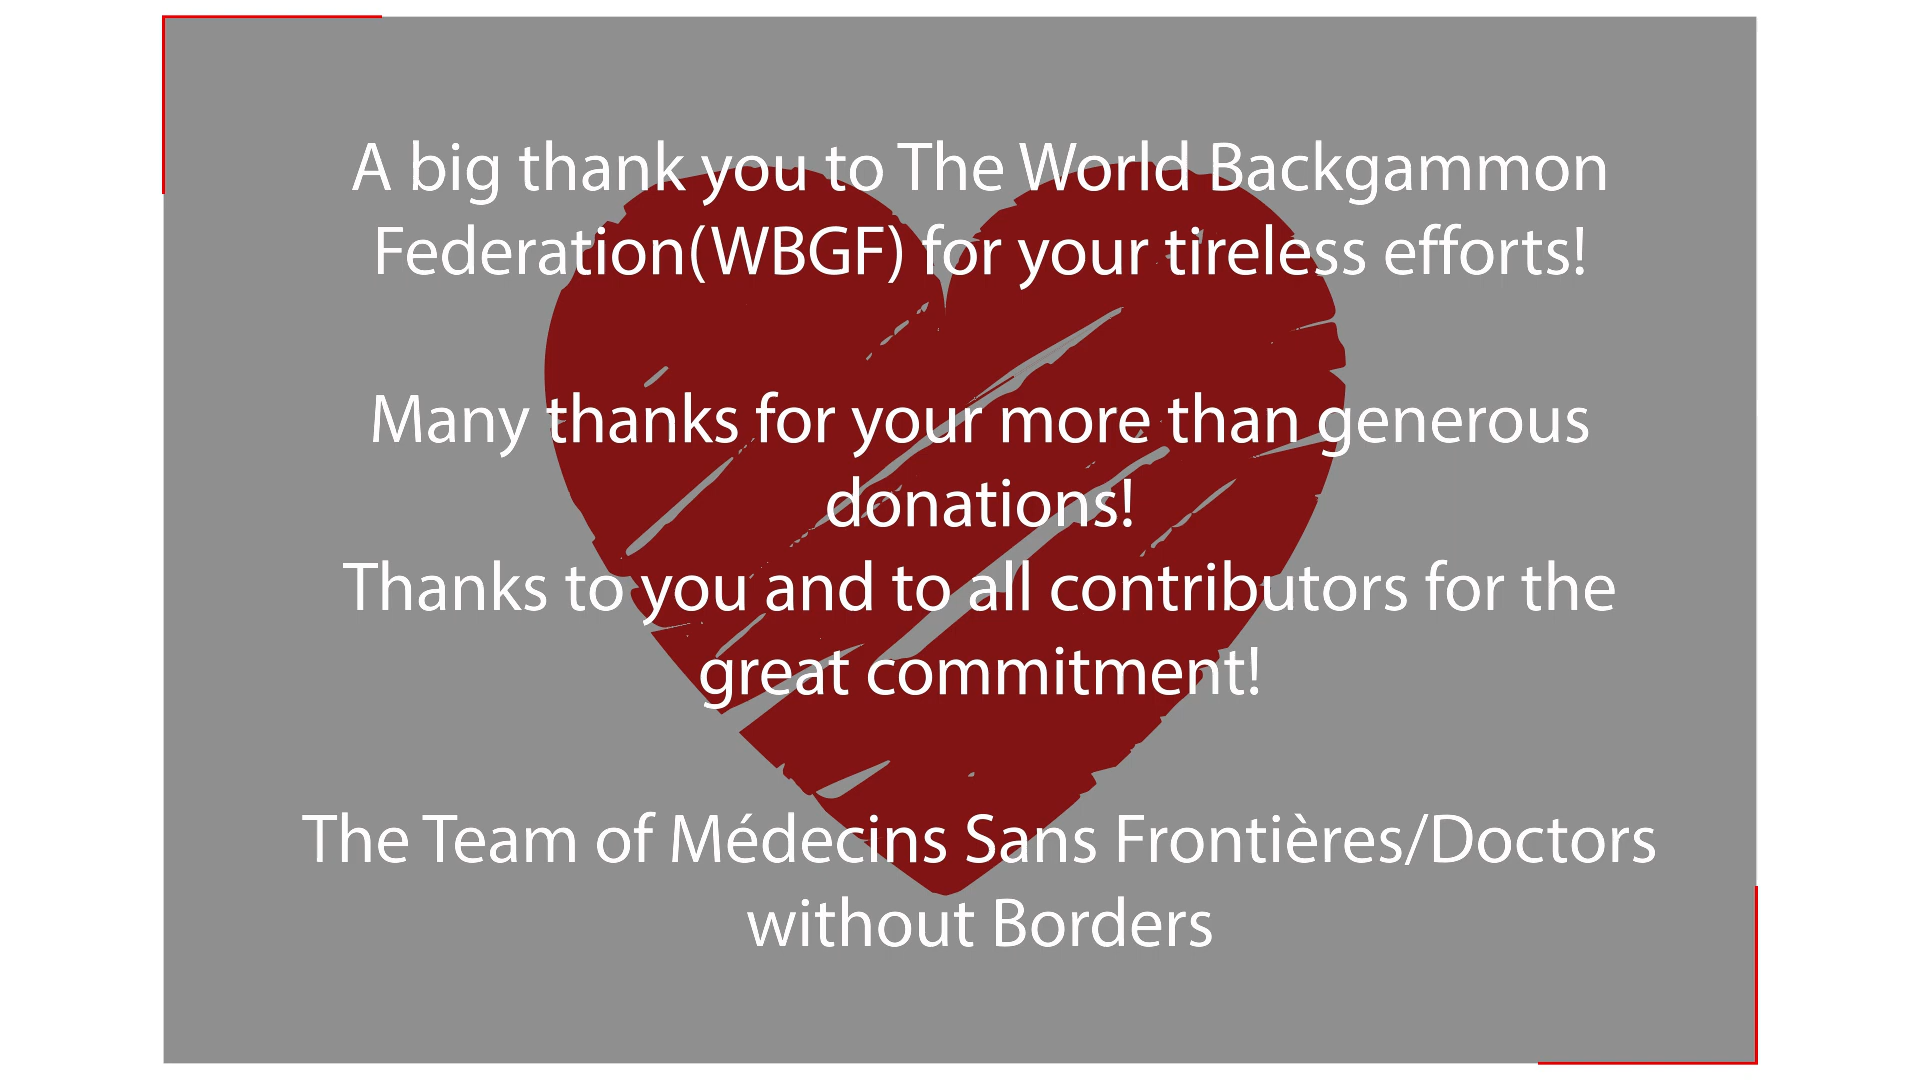 A big thank you to The World Backgammon
Federation(WBGF) for your tireless efforts!
Many thanks for your more than generous
donations!
Thanks to you and to all contributors for the
great commitment!
The Team of Médecins Sans Frontières/Doctors
without Borders